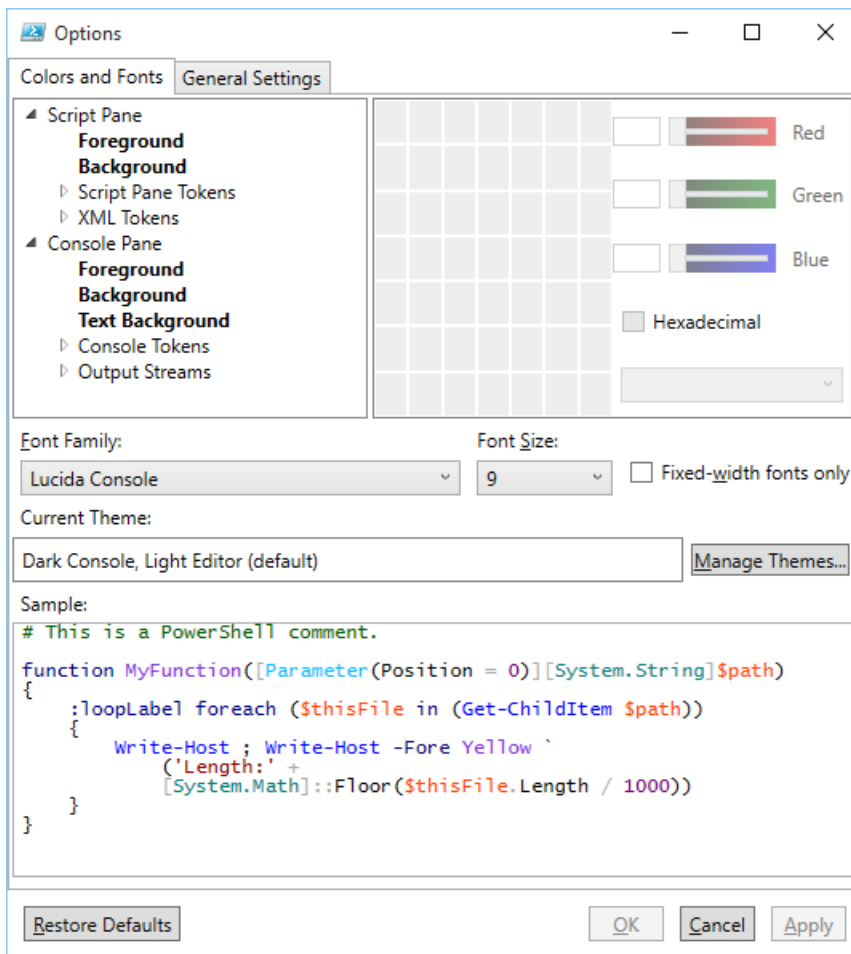 Options
Colors and Fonts
General Settings
Script Pane
Foreground
Background
Script Pane Tokens
XML Tokens
Console Pane
Foreground
Background
Text Background
Console Tokens
Output Streams
Red
Green
Blue
Hexadecimal
Font Family:
Font Size:
Lucida Console
9
Fixed-width fonts only
Current Theme:
Dark Console, Light Editor (default)
Manage Themes...
Sample:
# This is a PowerShell comment.
function MyFunction([Parameter(Position = 0)][System.String]$path)
{
    :loopLabel foreach ($thisFile in (Get-ChildItem $path))
    {
        Write-Host ; Write-Host -Fore Yellow `
            ('Length:' +
            [System.Math]::Floor($thisFile.Length / 1000))
    }
}
Restore Defaults
OK
Cancel
Apply